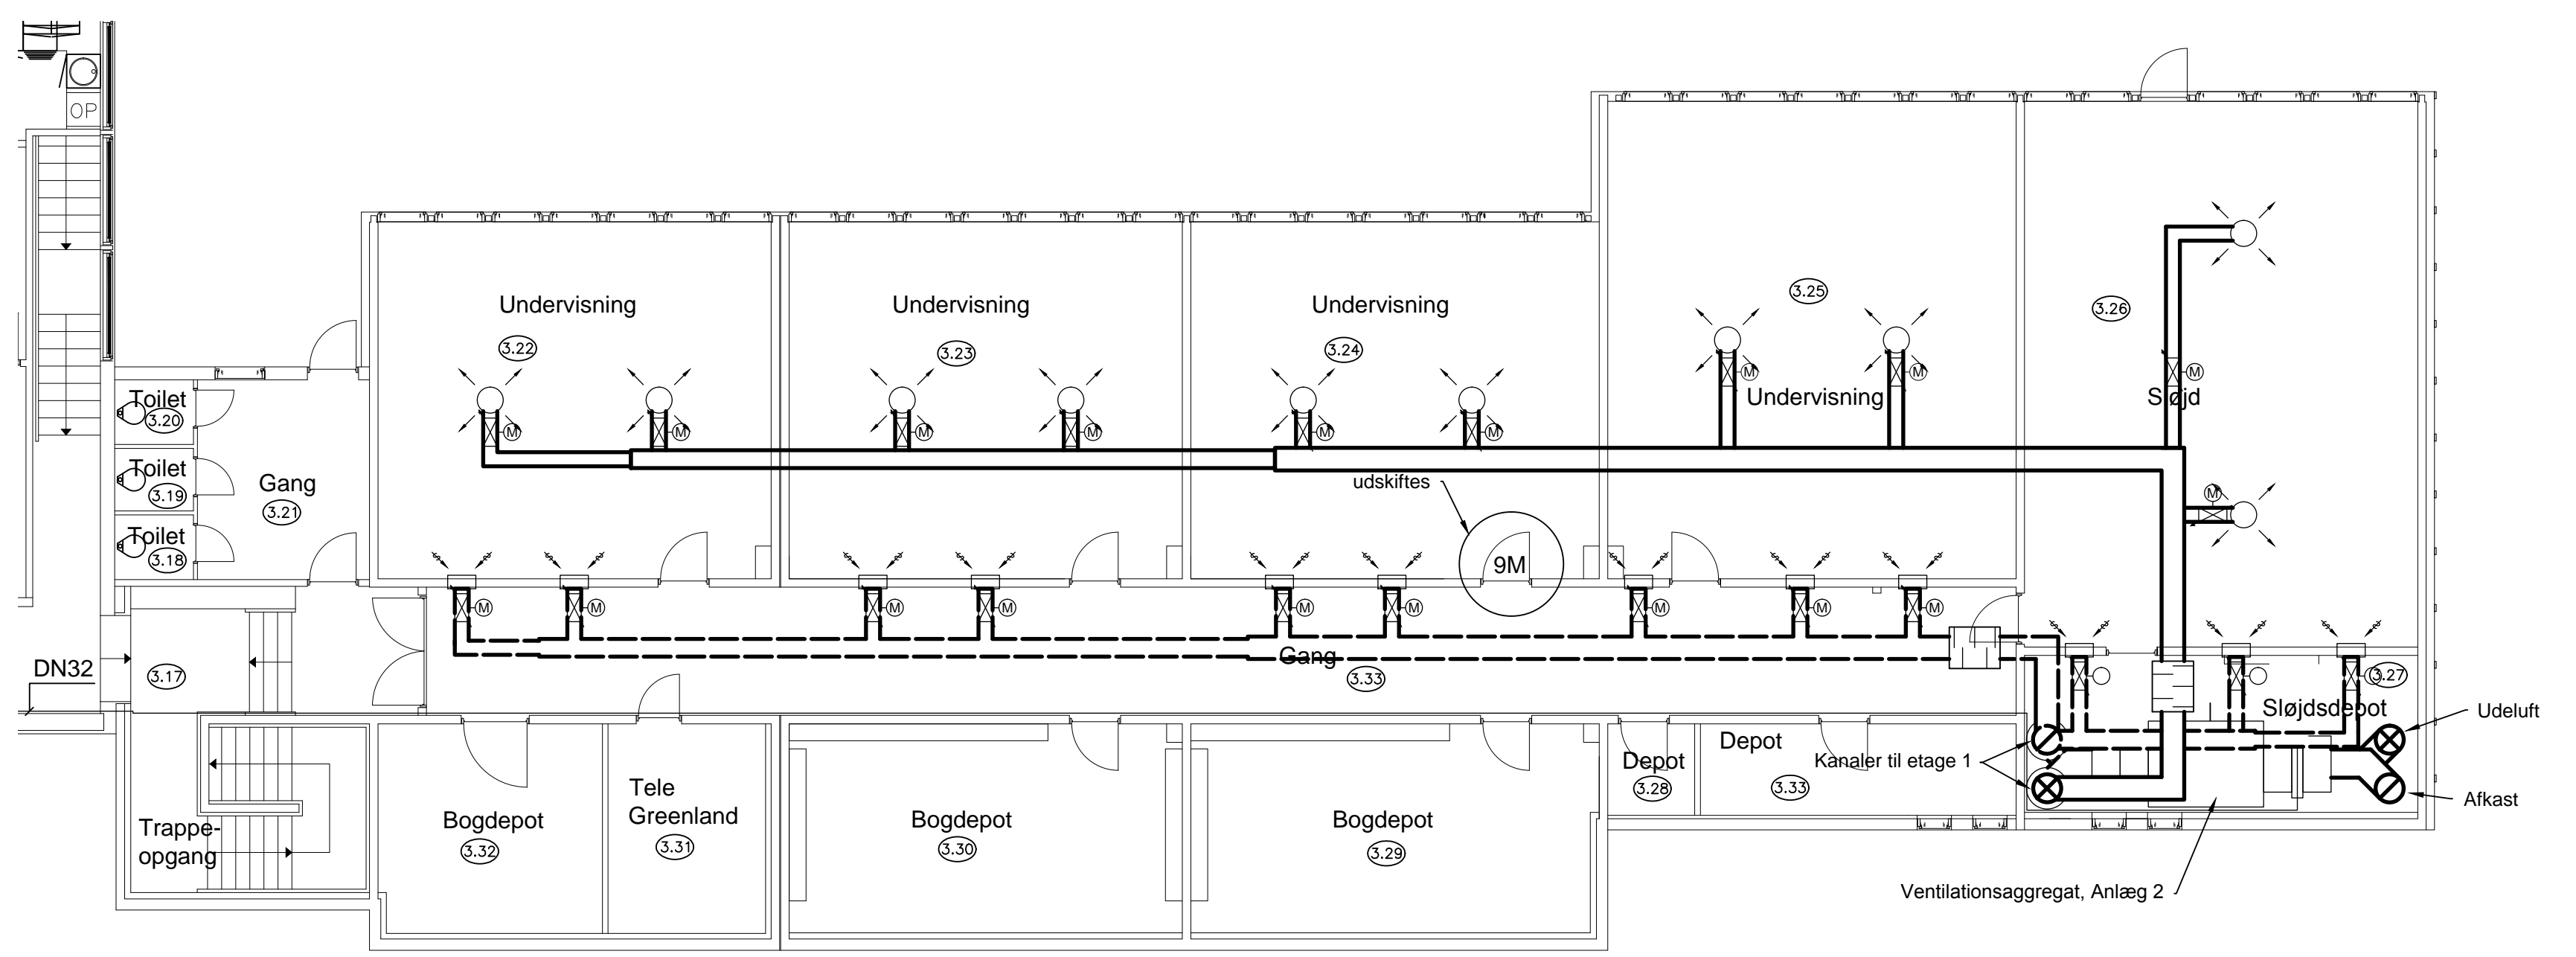 OP
Undervisning
3.22
Undervisning
3.23
Undervisning
3.24
3.25
Undervisning
3.26
Sløjd
M
M
M
M
M
M
M
M
M
M
Toilet
3.20
Toilet
3.19
Toilet
3.18
Gang
3.21
udskiftes
9M
M
M
M
M
M
M
M
M
M
DN32
3.17
Gang
3.33
3.27
Sløjdsdepot
Udeluft
Afkast
Kanaler til etage 1
Ventilationsaggregat, Anlæg 2
Trappe-
opgang
Bogdepot
3.32
Tele
Greenland
3.31
Bogdepot
3.30
Bogdepot
3.29
Depot
3.28
Depot
3.33